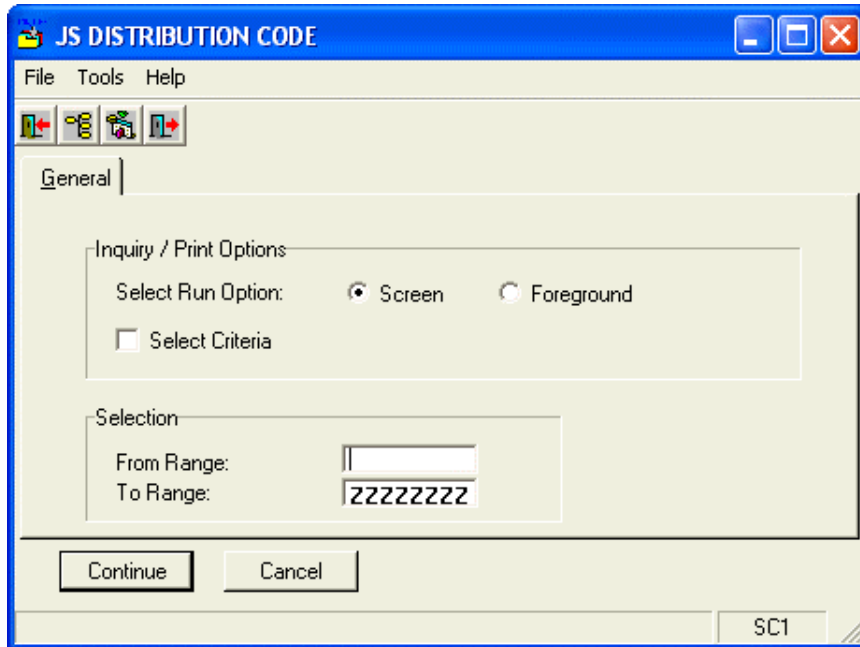 JS DISTRIBUTION CODE
File Tools Help
General
Inquiry / Print Options
Select Run Option: Screen Foreground
Select Criteria
Selection
From Range:
To Range: ZZZZZZZZ
Continue Cancel
SC1